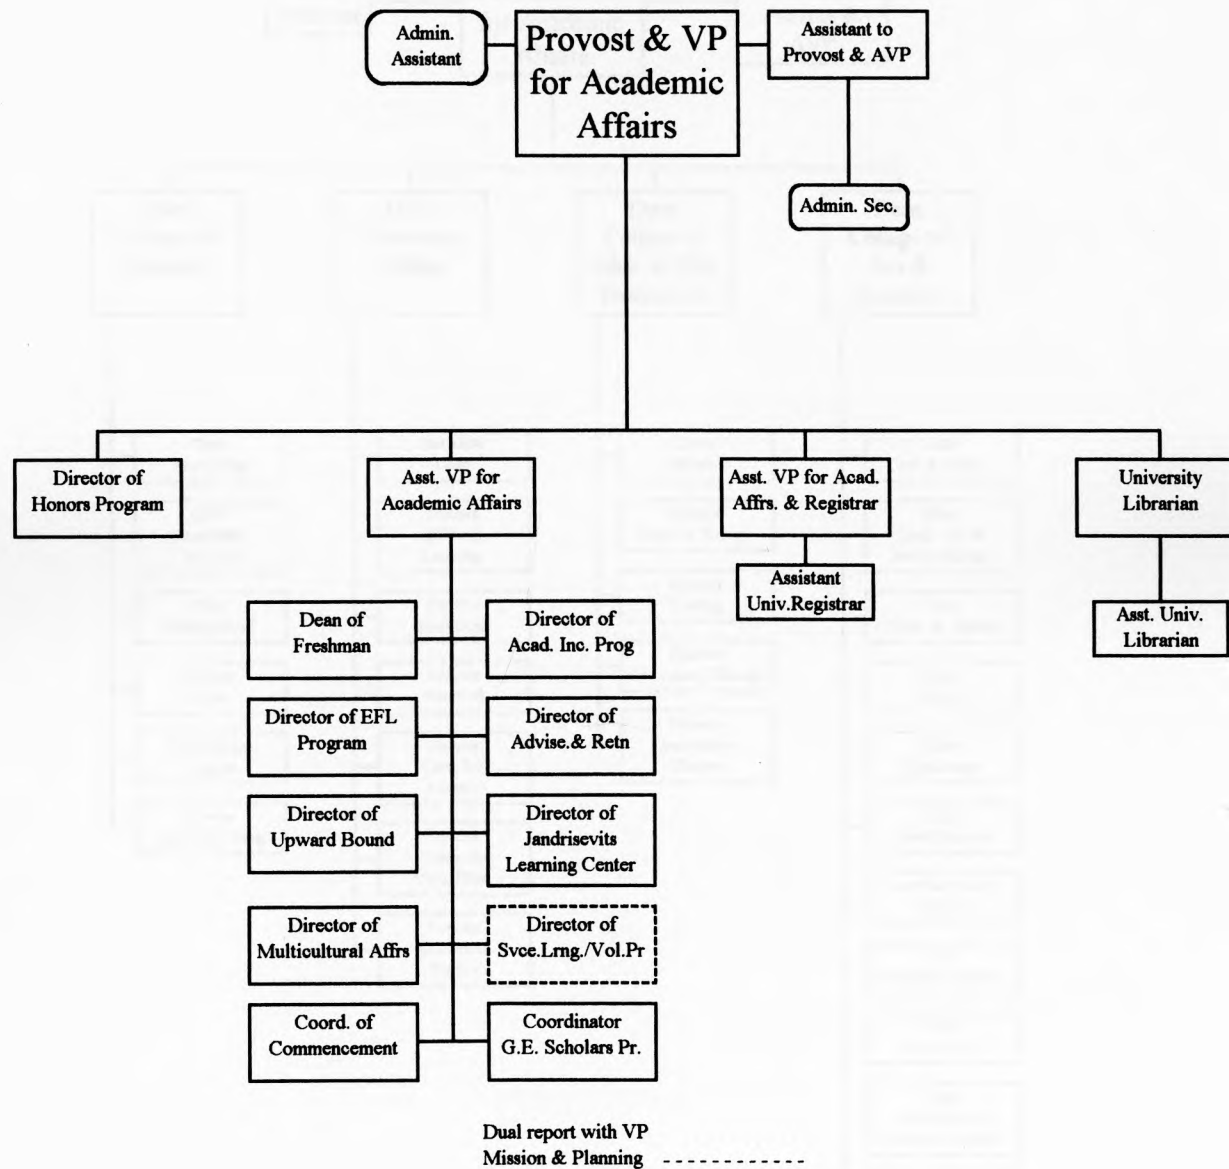 Admin.
Assistant
Provost & VP
for Academic
Affairs
Assistant to
Provost & AVP
Admin. Sec.
Director of
Honors Program
Asst. VP for
Academic Affairs
Asst. VP for Acad.
Affrs. & Registrar
University
Librarian
Assistant
Univ.Registrar
Asst. Univ.
Librarian
Dean of
Freshman
Director of
Acad. Inc. Prog
Director of EFL
Program
Director of
Advise.& Retn
Director of
Upward Bound
Director of
Jandrisevits
Learning Center
Director of
Multicultural Affrs
Director of
Svce.Lrng./Vol.Pr
Coord. of
Commencement
Coordinator
G.E. Scholars Pr.
Dual report with VP
Mission & Planning